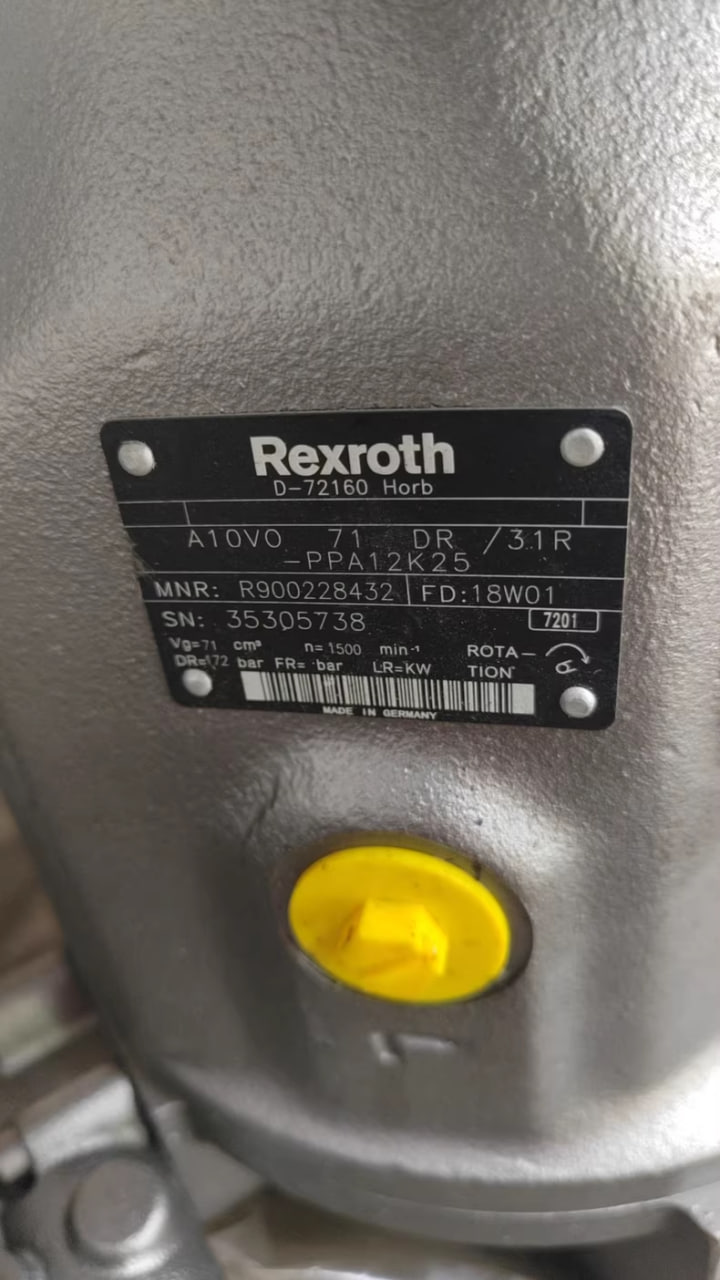 Rexroth
D-72160 Horb
A10VO 71 DR /31R
-PPA12K25
MNR: R900228432 FD:18W01
SN: 35305738 7201
Vg=71 cm³ n=1500 min-¹ ROTA-
DR=172 bar FR= bar LR=KW TION
MADE IN GERMANY